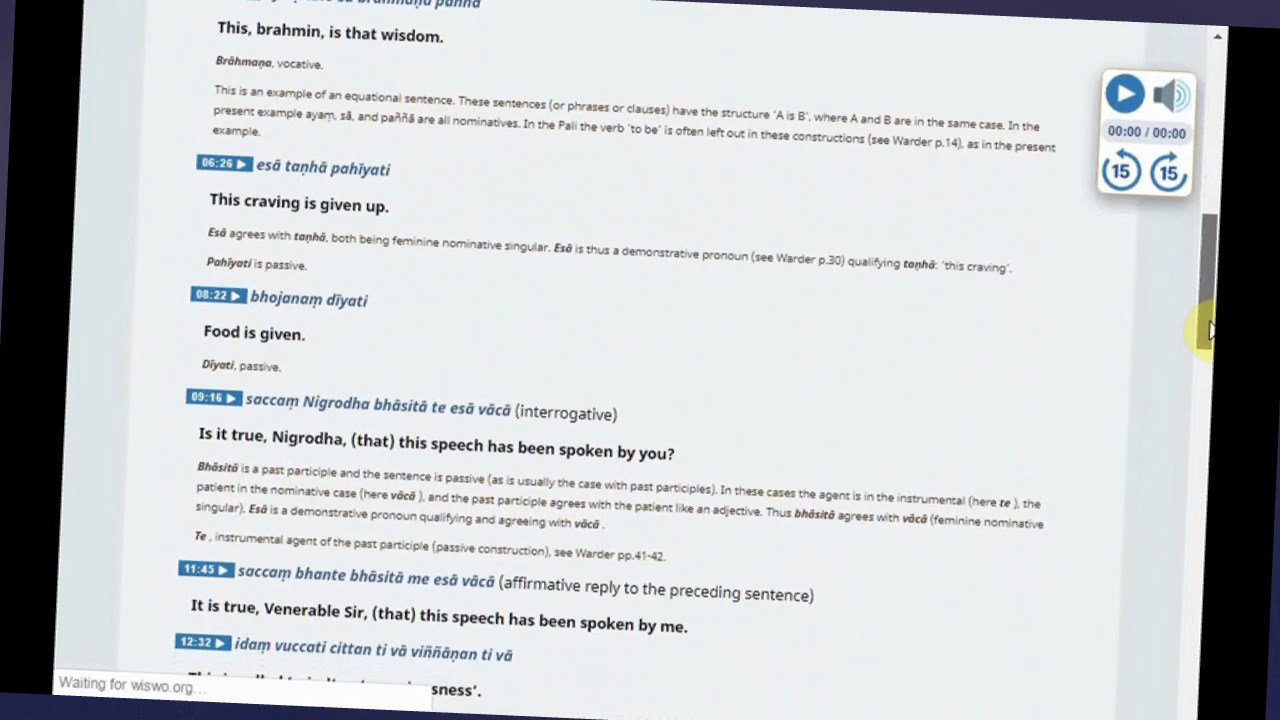 This, brahmin, is that wisdom.
Brāhmaṇa, vocative.
This is an example of an equational sentence. These sentences (or phrases or clauses) have the structure 'A is B', where A and B are in the same case. In the
present example ayaṃ, sā, and paññā are all nominatives. In the Pali the verb 'to be' is often left out in these constructions (see Warder p.14), as in the present
example.
06:26 esā taṇhā pahīyati
This craving is given up.
Esā agrees with taṇhā, both being feminine nominative singular. Esā is thus a demonstrative pronoun (see Warder p.30) qualifying taṇhā: 'this craving'.
Pahīyati is passive.
08:22 bhojanaṃ dīyati
Food is given.
Dīyati, passive.
09:16 saccaṃ Nigrodha bhāsitā te esā vācā (interrogative)
Is it true, Nigrodha, (that) this speech has been spoken by you?
Bhāsitā is a past participle and the sentence is passive (as is usually the case with past participles). In these cases the agent is in the instrumental (here te ), the
patient in the nominative case (here vācā ), and the past participle agrees with the patient like an adjective. Thus bhāsitā agrees with vācā (feminine nominative
singular). Esā is a demonstrative pronoun qualifying and agreeing with vācā .
Te , instrumental agent of the past participle (passive construction), see Warder pp.41-42.
11:45 saccaṃ bhante bhāsitā me esā vācā (affirmative reply to the preceding sentence)
It is true, Venerable Sir, (that) this speech has been spoken by me.
12:32 idaṃ vuccati cittan ti vā viññāṇan ti vā
sness'.
Waiting for wiswo.org...
00:00 / 00:00
15 15